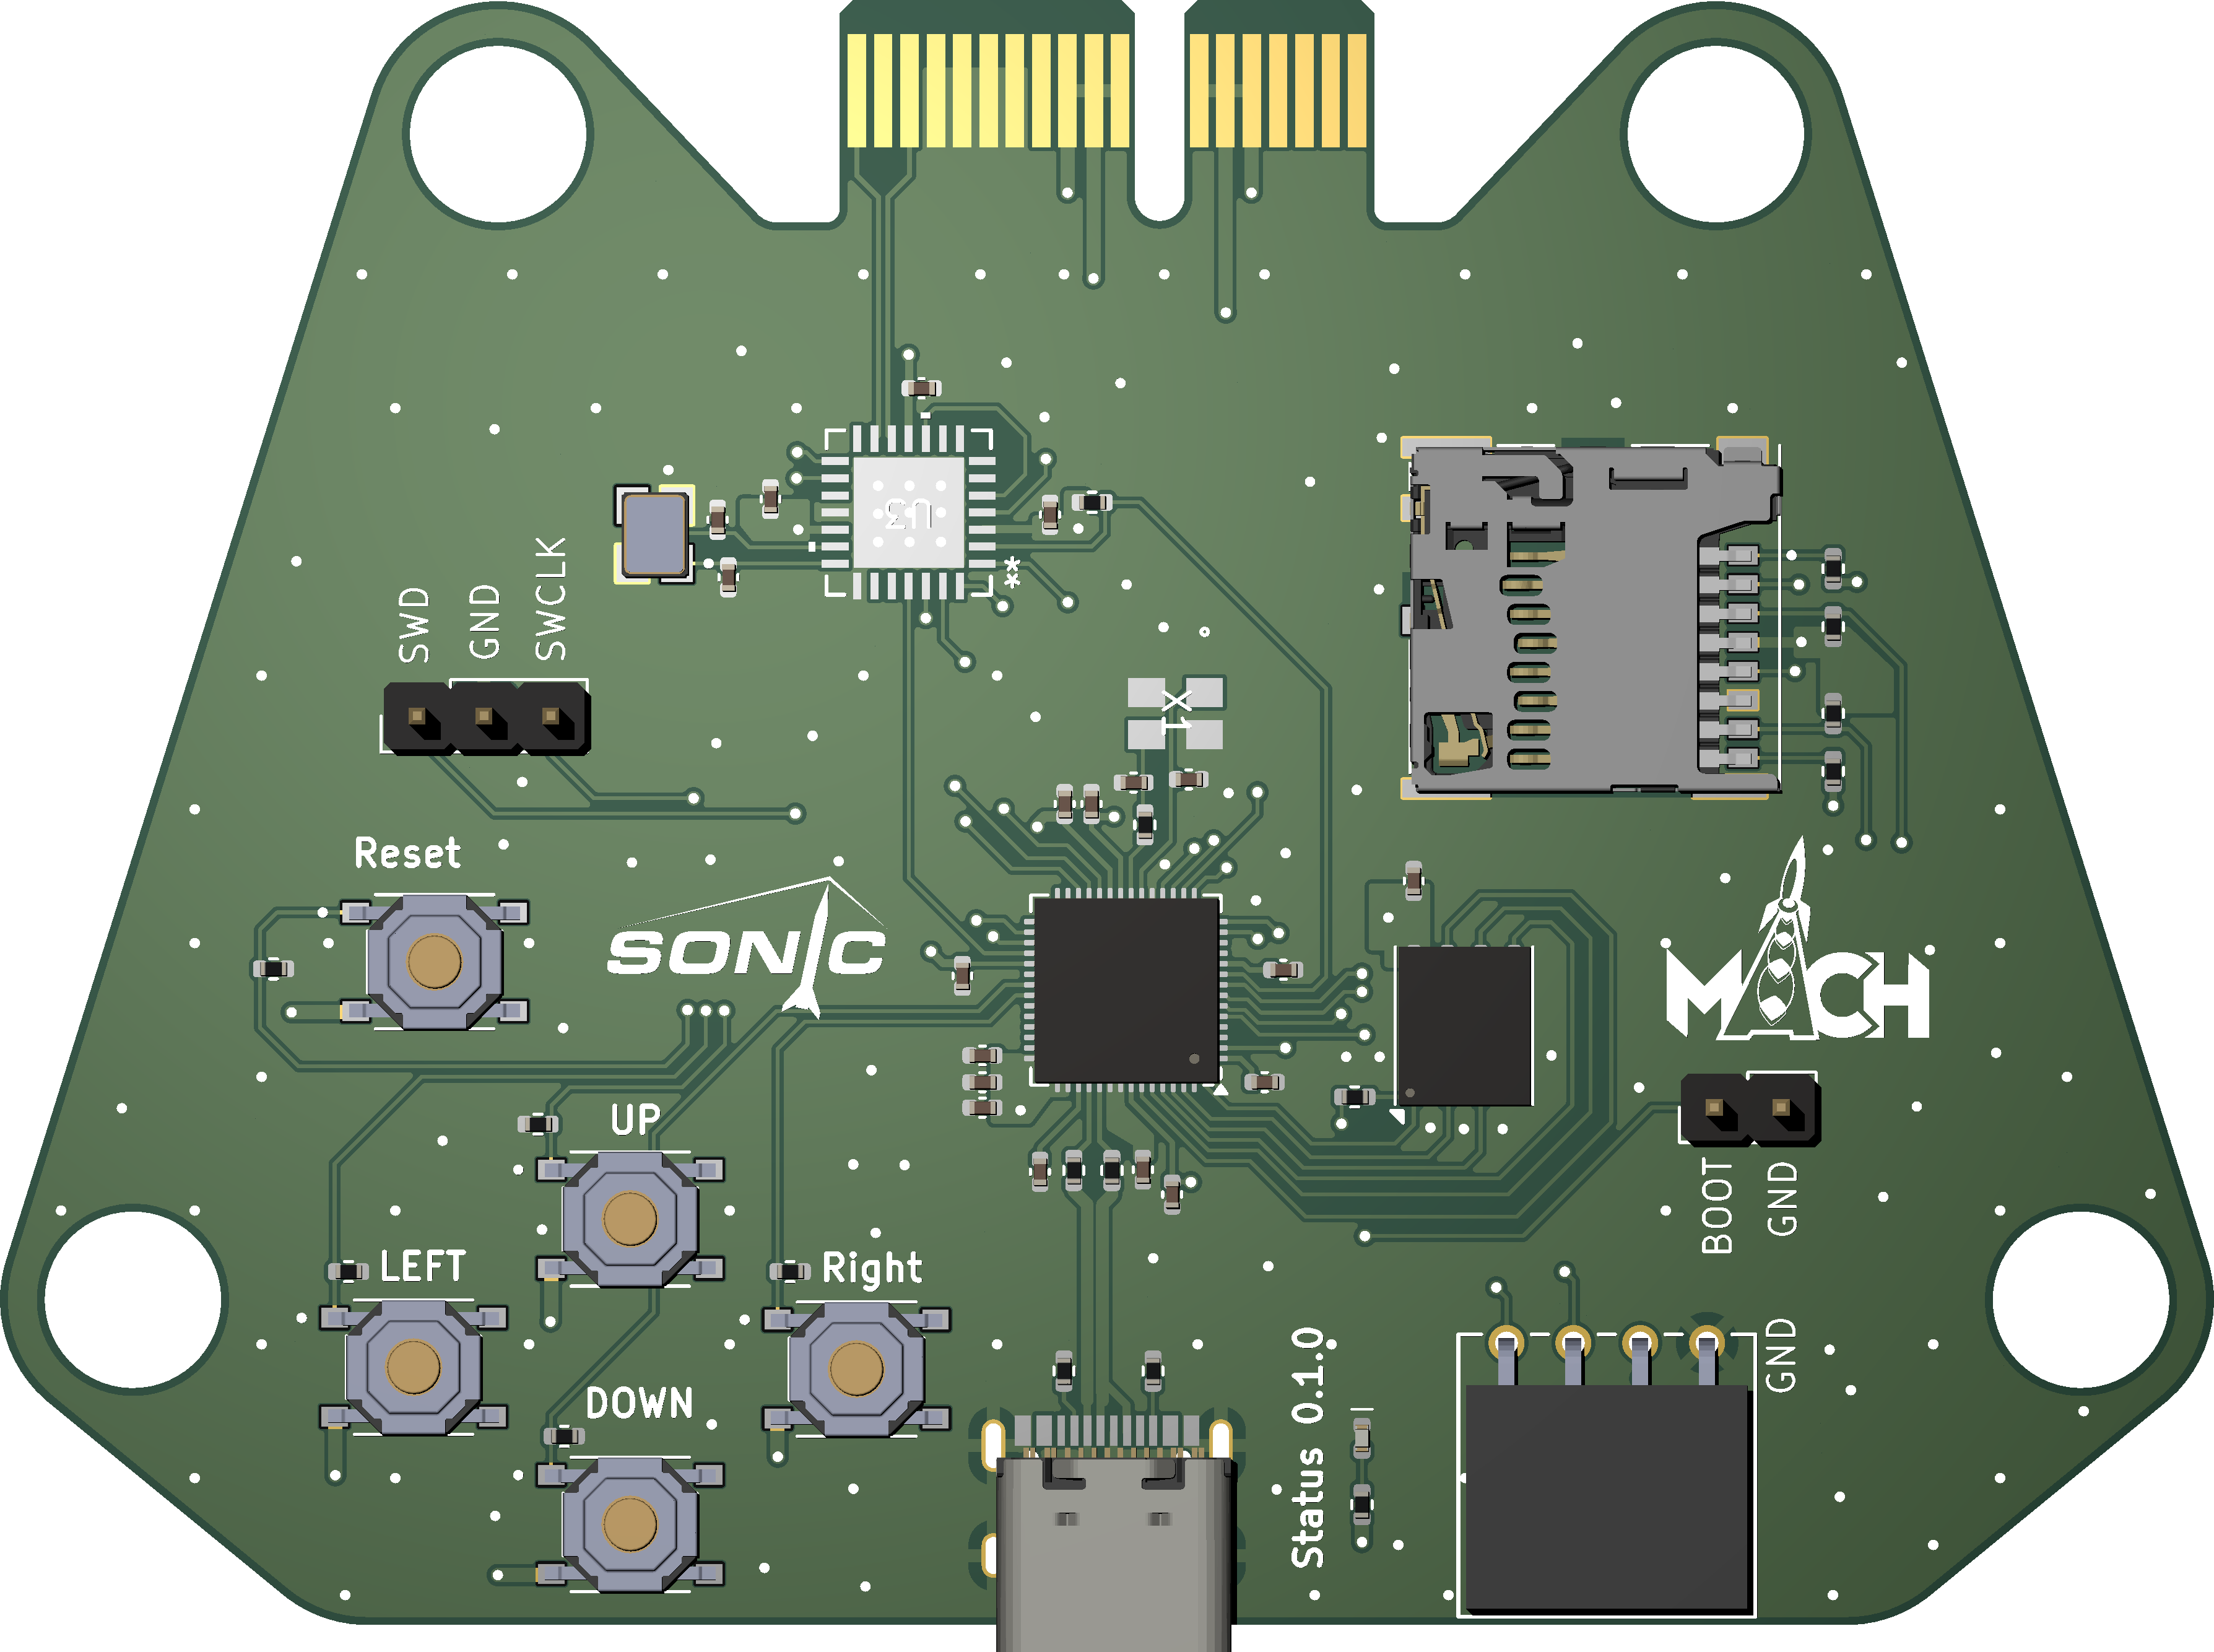 U3
**
SWD
GND
SWCLK
X1
Reset
SONIC
MACH
UP
BOOT
GND
LEFT
Right
GND
DOWN
Status 0.1.0